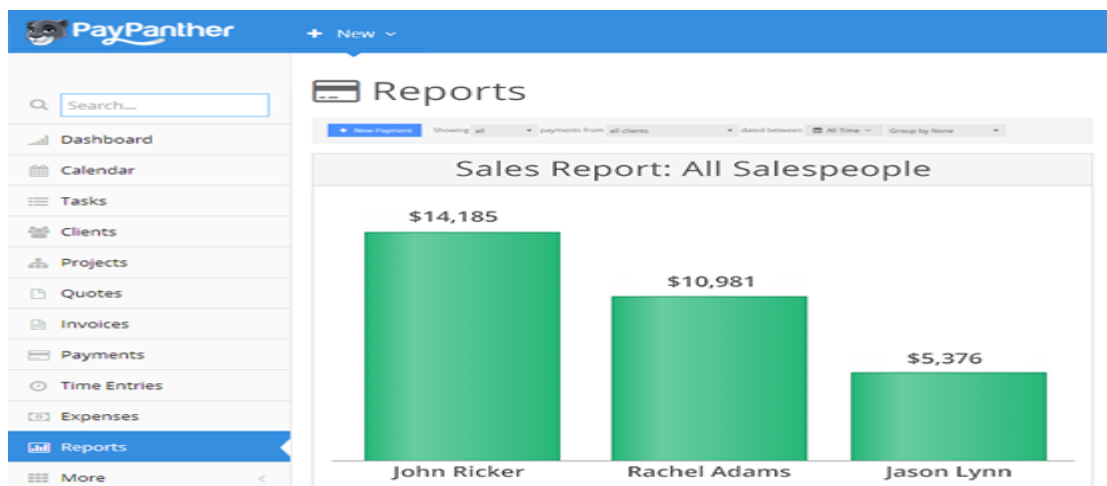 PayPanther
+ New
Search...
Dashboard
Calendar
Tasks
Clients
Projects
Quotes
Invoices
Payments
Time Entries
Expenses
Reports
More
Reports
+ New Payment Showing all payments from all clients dated between All Time Group by None
Sales Report: All Salespeople
$14,185
$10,981
$5,376
John Ricker Rachel Adams Jason Lynn